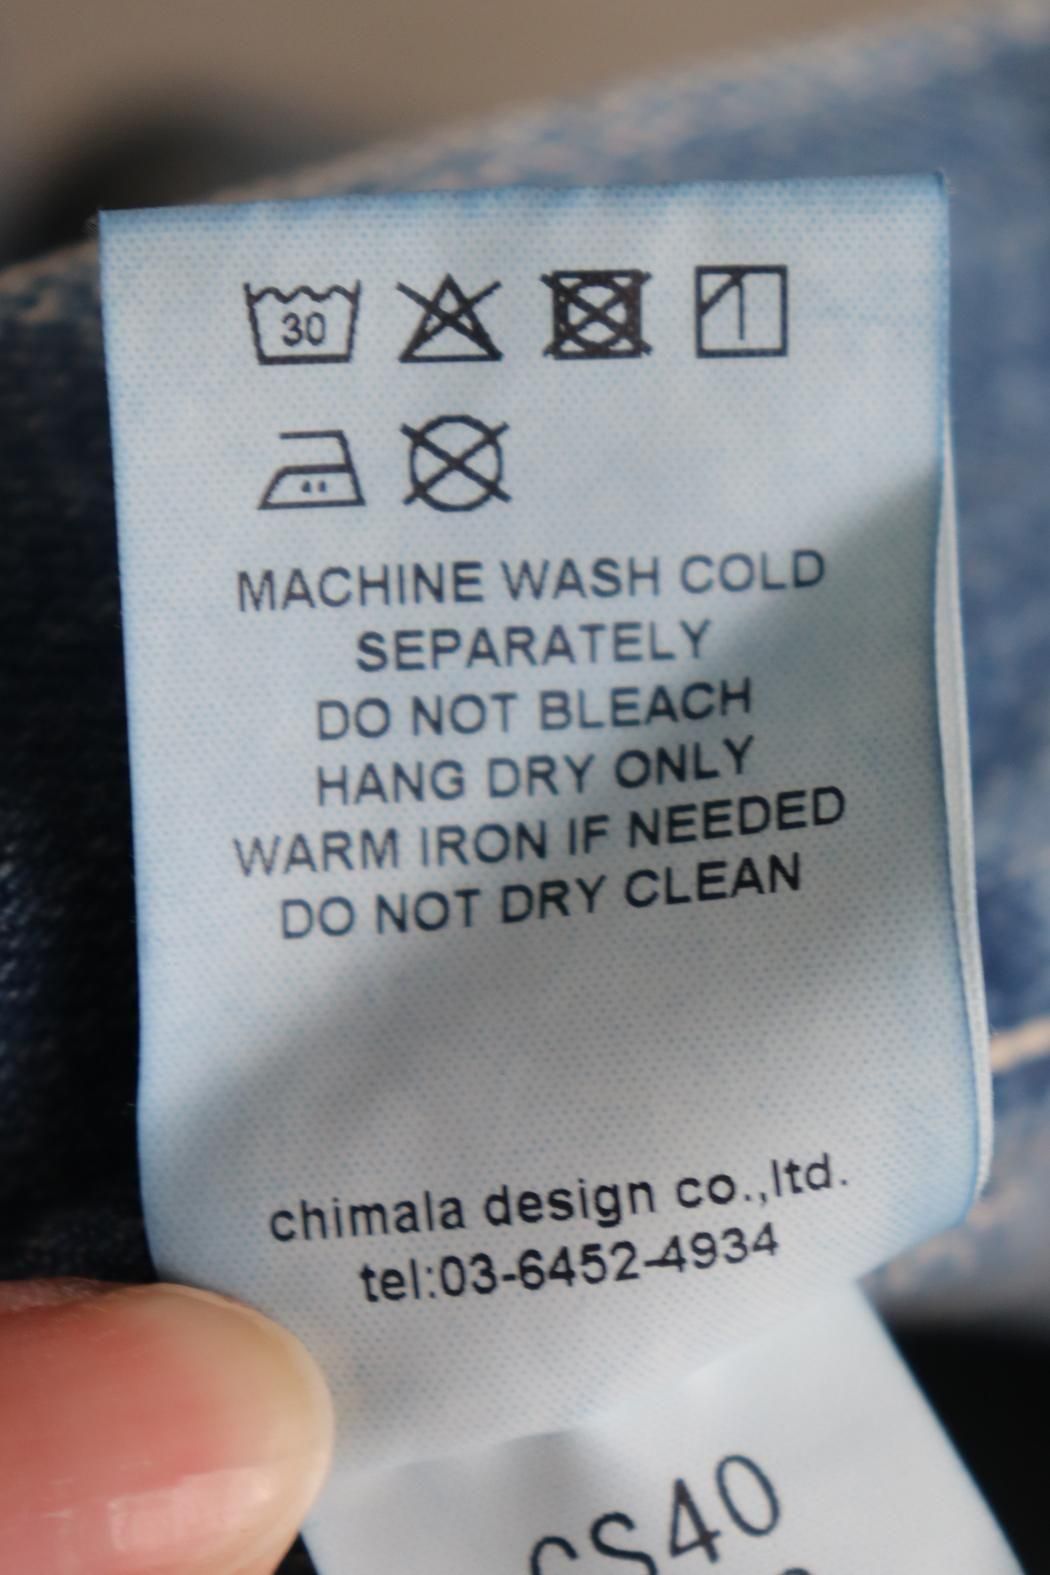 30
MACHINE WASH COLD
SEPARATELY
DO NOT BLEACH
HANG DRY ONLY
WARM IRON IF NEEDED
DO NOT DRY CLEAN
chimala design co.,ltd.
tel:03-6452-4934
CS40